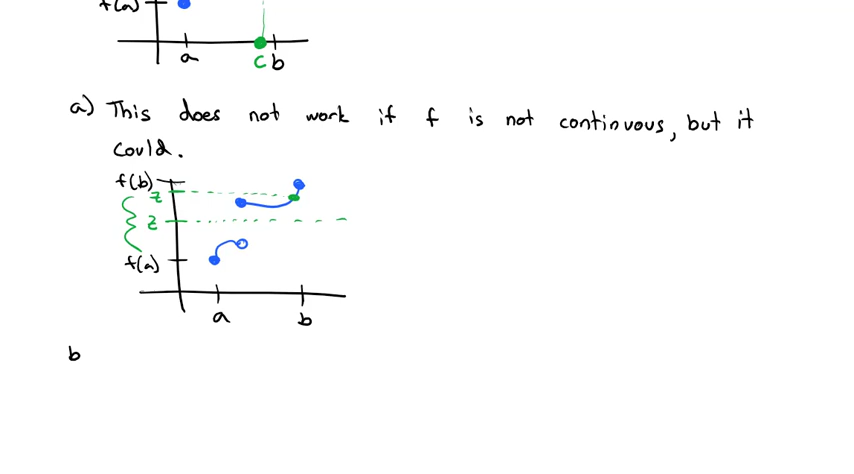 f(a)
a
c b
a) This does not work if f is not continuous, but it
could.
f(b)
z
z
f(a)
a
b
b